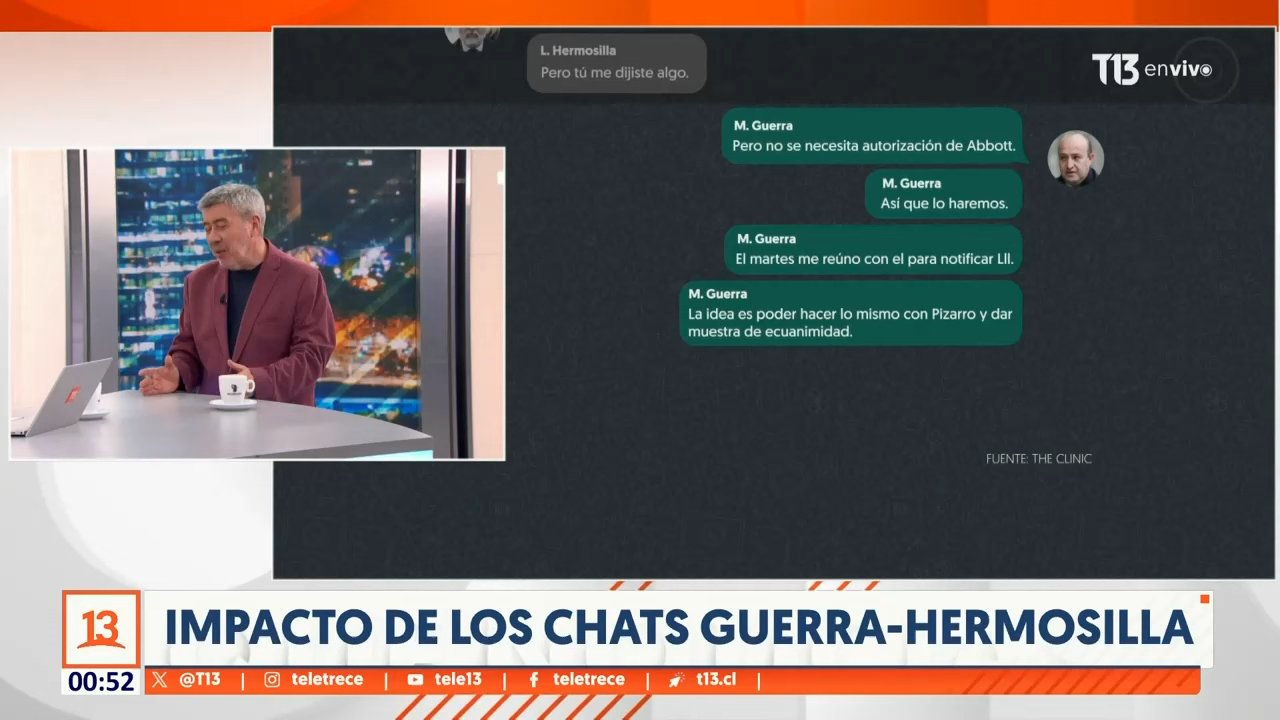 L. Hermosilla
Pero tú me dijiste algo.
T13 en vivo
M. Guerra
Pero no se necesita autorización de Abbott.
M. Guerra
Así que lo haremos.
M. Guerra
El martes me reúno con el para notificar LlI.
M. Guerra
La idea es poder hacer lo mismo con Pizarro y dar
muestra de ecuanimidad.
FUENTE: THE CLINIC
13
IMPACTO DE LOS CHATS GUERRA-HERMOSILLA
00:52
@T13 | teletrece | tele13 | teletrece | t13.cl |